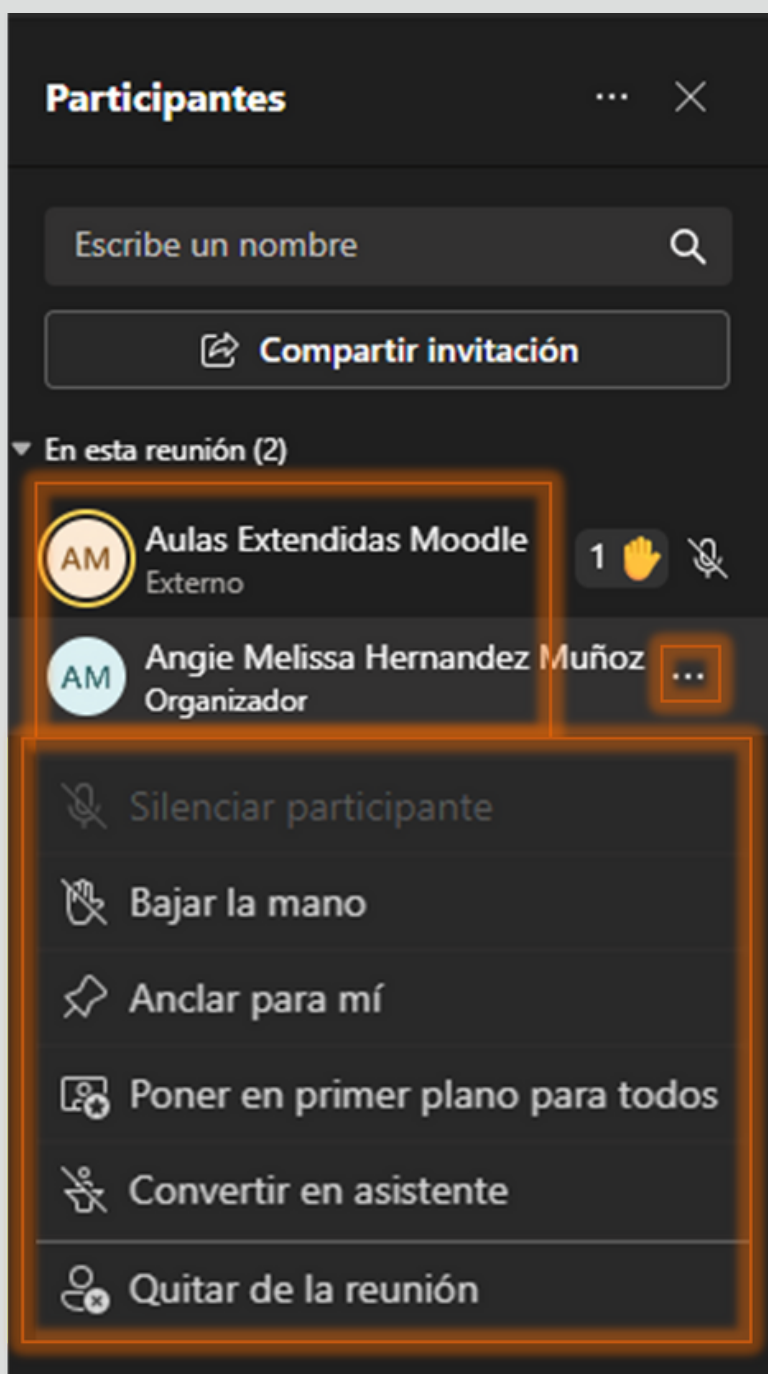 Participantes
Escribe un nombre
Compartir invitación
En esta reunión (2)
AM Aulas Extendidas Moodle 1
Externo
AM Angie Melissa Hernandez Muñoz ...
Organizador
Silenciar participante
Bajar la mano
Anclar para mí
Poner en primer plano para todos
Convertir en asistente
Quitar de la reunión